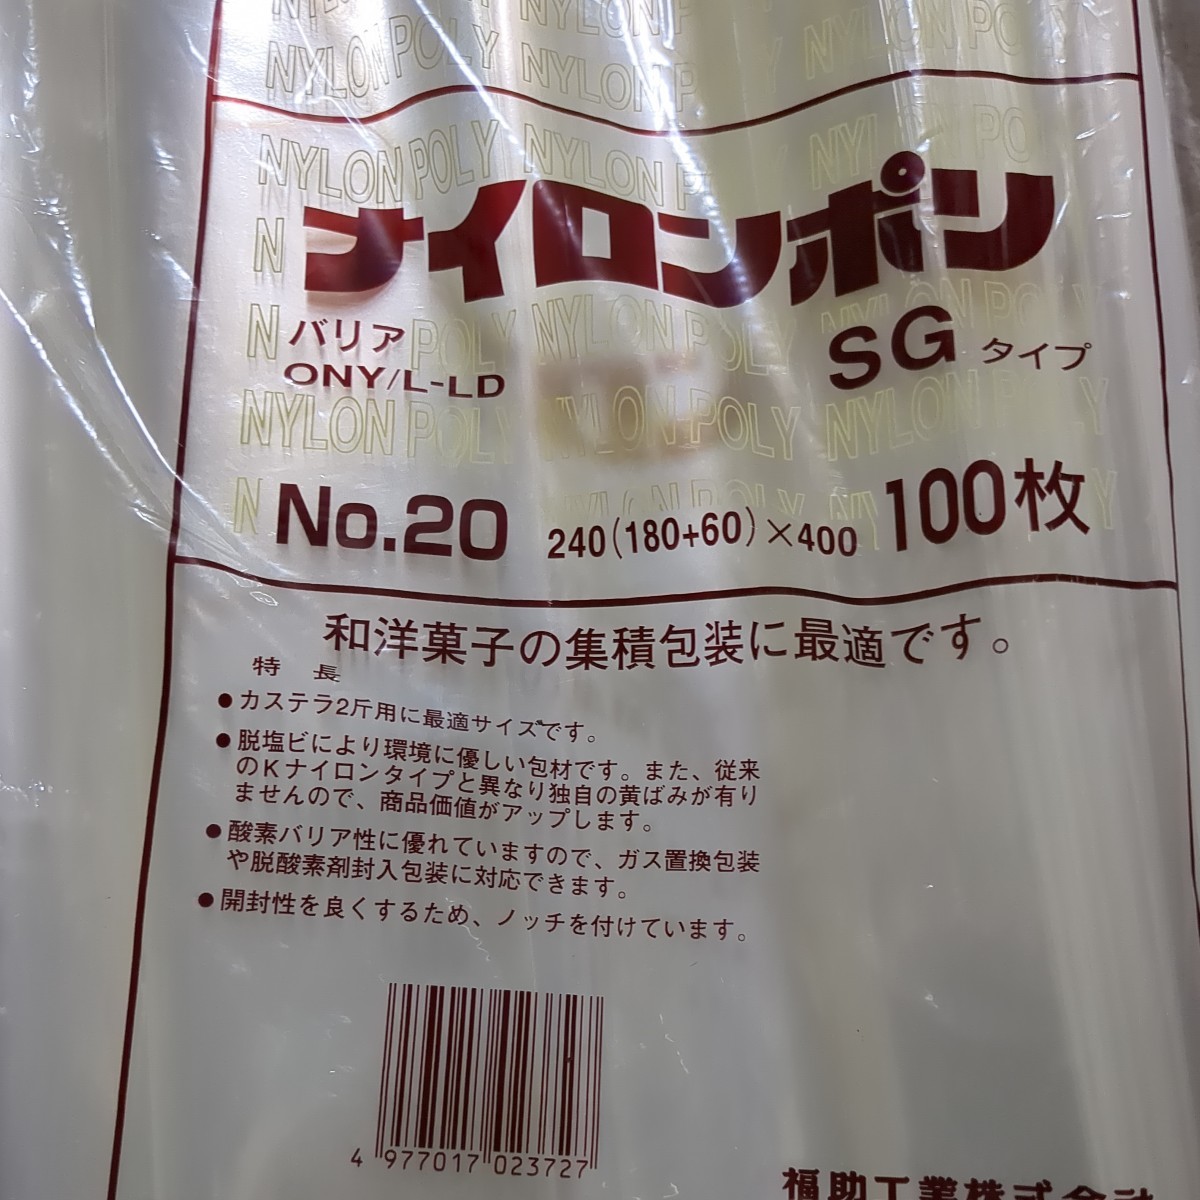 NYLON POLY NYLON
NYLON POLY NYLON P
NYLON POLY NYLON P NYLON PO
ナイロンポリ
バリア
ONY/L-LD
SGタイプ
NYLON POLY NYLON POLY NYLON POLY
No.20 240(180+60)×400 100枚
和洋菓子の集積包装に最適です。
特長
●カステラ2斤用に最適サイズです。
●脱塩ビにより環境に優しい包材です。また、従来
のKナイロンタイプと異なり独自の黄ばみが有り
ませんので、商品価値がアップします。
●酸素バリア性に優れていますので、ガス置換包装
や脱酸素剤封入包装に対応できます。
●開封性を良くするため、ノッチを付けています。
4 977017 023727
福助工業株式会社